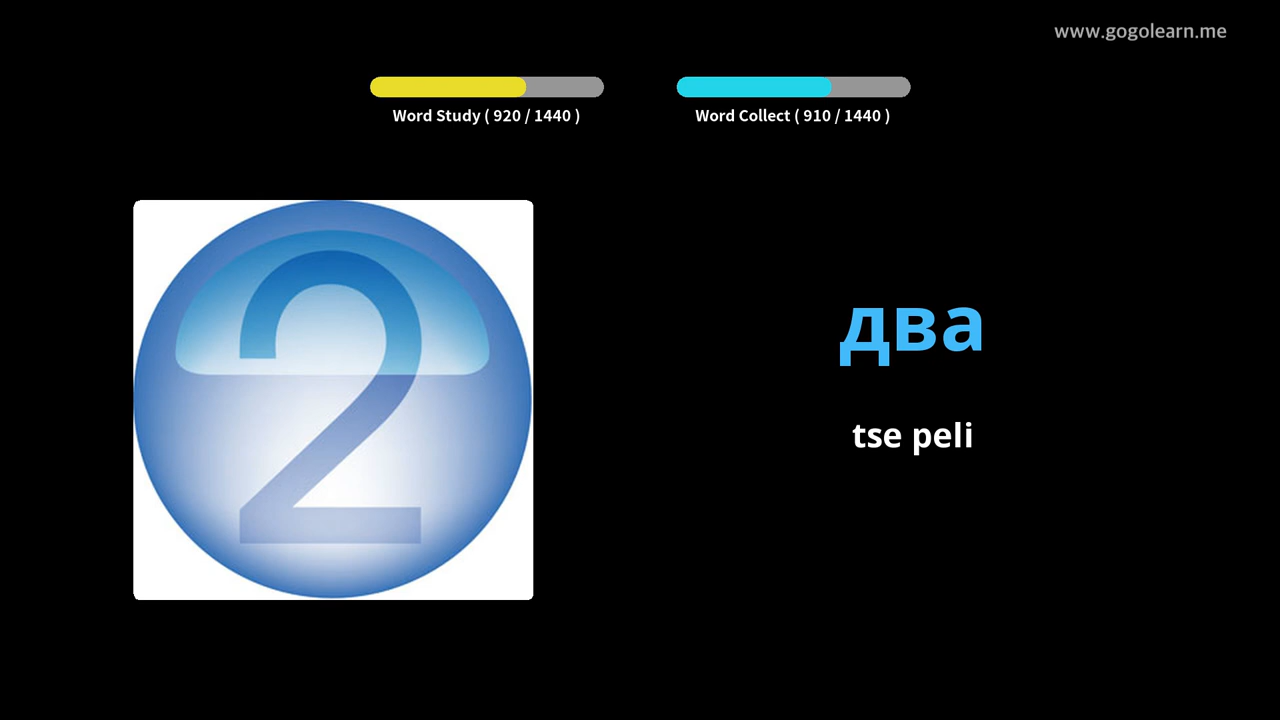 www.gogolearn.me
Word Study ( 920 / 1440 )
Word Collect ( 910 / 1440 )
2
два
tse peli